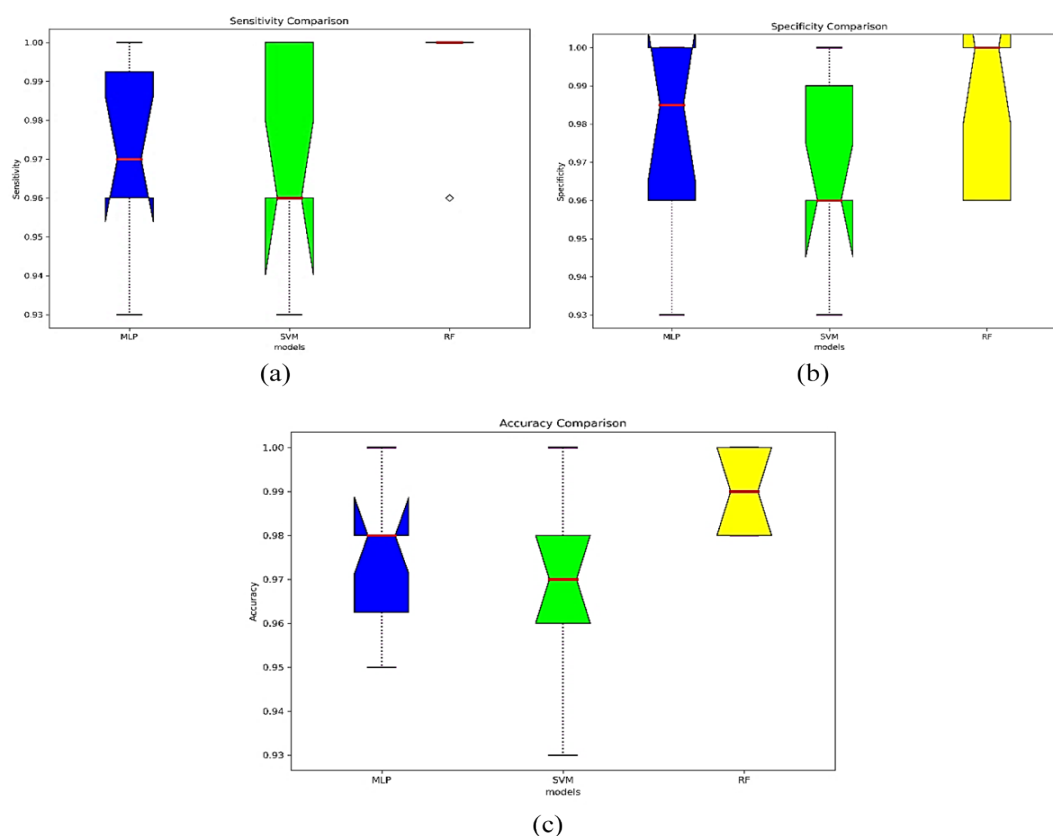 Sensitivity Comparison
Sensitivity
1.00
0.99
0.98
0.97
0.96
0.95
0.94
0.93
MLP
SVM
RF
models
(a)
Specificity Comparison
Specificity
1.00
0.99
0.98
0.97
0.96
0.95
0.94
0.93
MLP
SVM
RF
models
(b)
Accuracy Comparison
Accuracy
1.00
0.99
0.98
0.97
0.96
0.95
0.94
0.93
MLP
SVM
RF
models
(c)